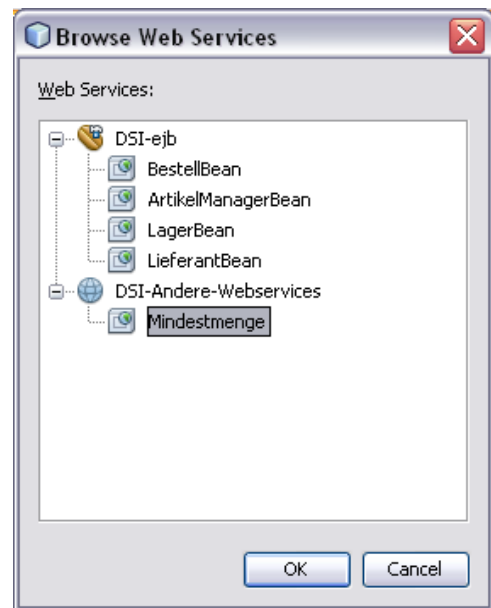 Browse Web Services
Web Services:
DSI-ejb
BestellBean
ArtikelManagerBean
LagerBean
LieferantBean
DSI-Andere-Webservices
Mindestmenge
OK
Cancel